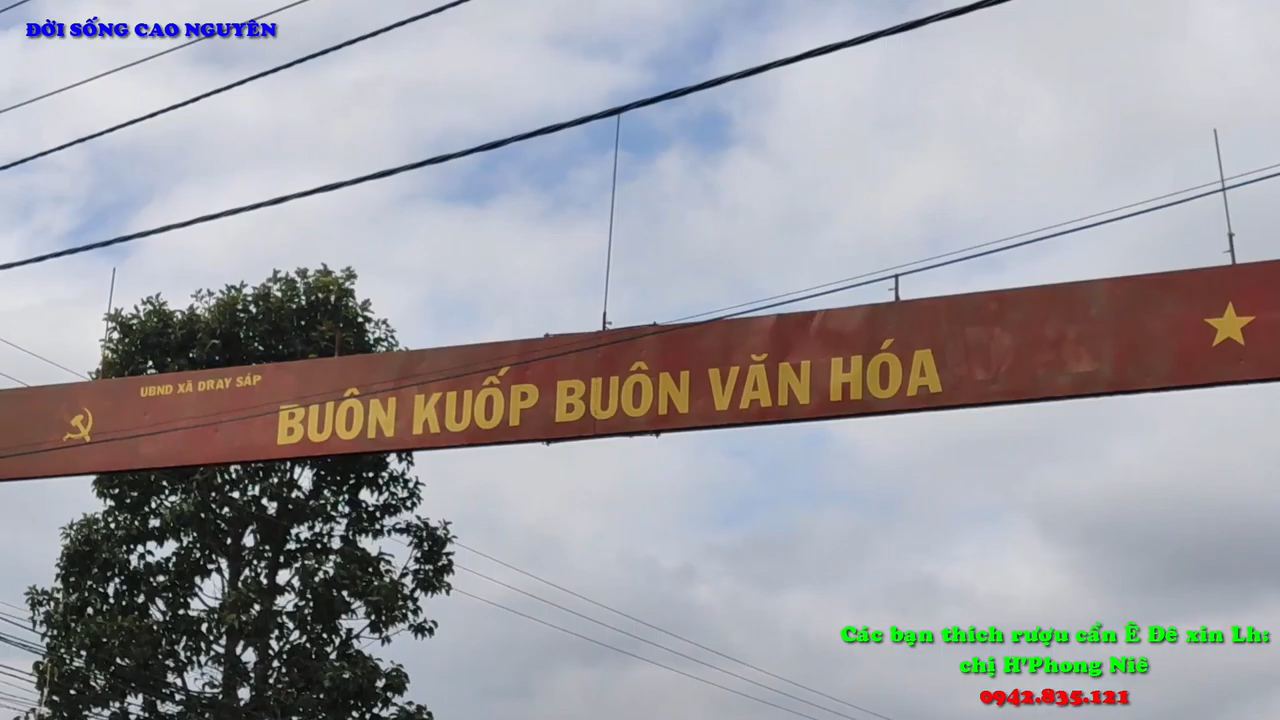 ĐỜI SỐNG CAO NGUYÊN
UBND XÃ DRAY SÁP
BUÔN KUỐP BUÔN VĂN HÓA
Các bạn thích rượu cẩn Ê Đê xin Lh:
chị H'Phong Niê
0942.835.121